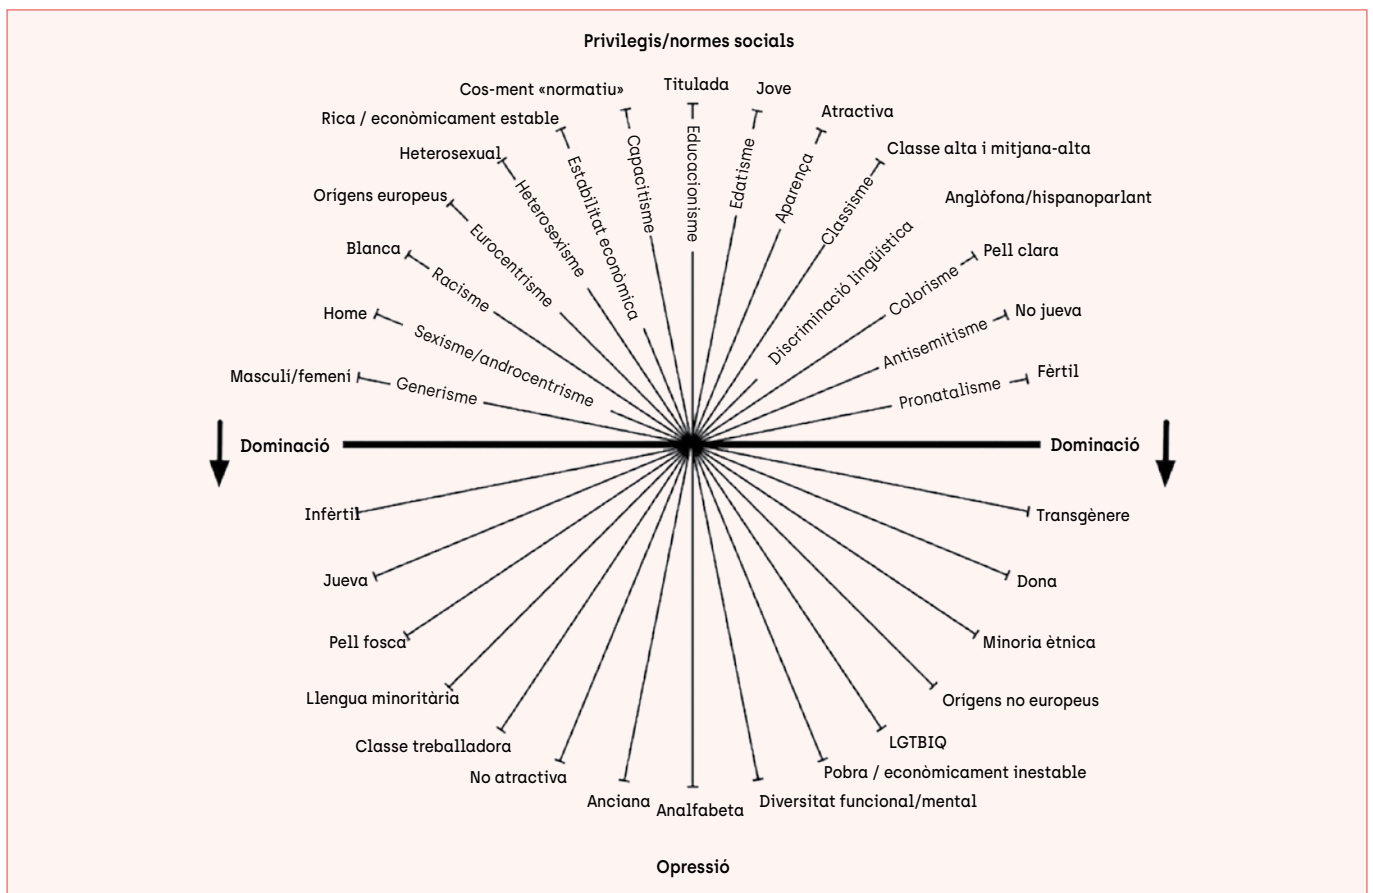 Privilegis/normes socials
Titulada
Jove
Cos-ment «normatiu»
Atractiva
Rica / econòmicament estable
Heterosexual
Classe alta i mitjana-alta
Orígens europeus
Anglòfona/hispanoparlant
Blanca
Pell clara
Home
No jueva
Masculí/femení
Fèrtil
Generisme
Sexisme/androcentrisme
Racisme
Eurocentrisme
Heterosexisme
Estabilitat econòmica
Capacitisme
Educacionisme
Edatisme
Aparença
Classisme
Discriminació lingüística
Colorisme
Antisemitisme
Pronatalisme
Dominació
Dominació
Infèrtil
Transgènere
Jueva
Dona
Pell fosca
Minoria ètnica
Llengua minoritària
Orígens no europeus
Classe treballadora
LGTBIQ
No atractiva
Pobra / econòmicament inestable
Anciana
Analfabeta
Diversitat funcional/mental
Opressió